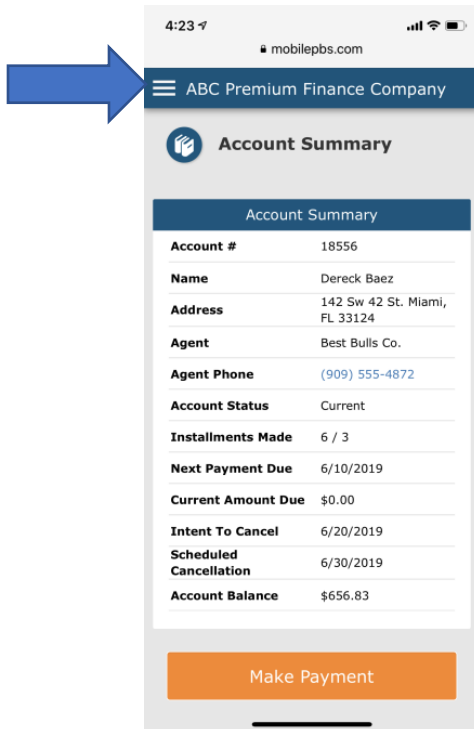 4:23
mobilepbs.com
ABC Premium Finance Company
Account Summary
Account Summary
Account # 18556
Name Dereck Baez
Address 142 Sw 42 St. Miami,
FL 33124
Agent Best Bulls Co.
Agent Phone (909) 555-4872
Account Status Current
Installments Made 6 / 3
Next Payment Due 6/10/2019
Current Amount Due $0.00
Intent To Cancel 6/20/2019
Scheduled
Cancellation 6/30/2019
Account Balance $656.83
Make Payment